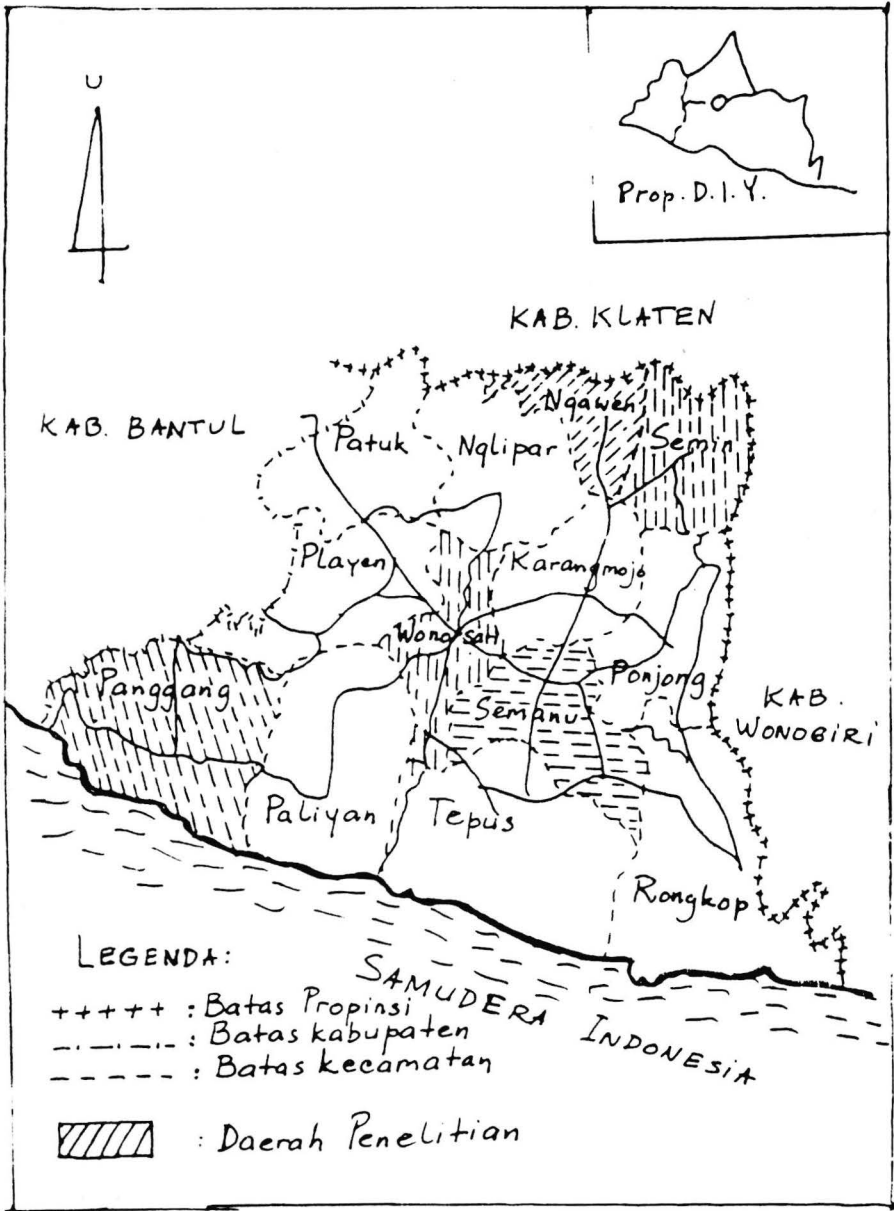 U
Prop. D.I.Y.
KAB. KLATEN
KAB. BANTUL
Patuk
Nglipar
Ngawen
Semin
Playen
Karangmojo
Wonosari
Panggang
Semanu
Ponjong
KAB.
WONOGIRI
Paliyan
Tepus
Rongkop
LEGENDA:
+++++ : Batas Propinsi
_._._._ : Batas kabupaten
----- : Batas kecamatan
: Daerah Penelitian
SAMUDERA INDONESIA